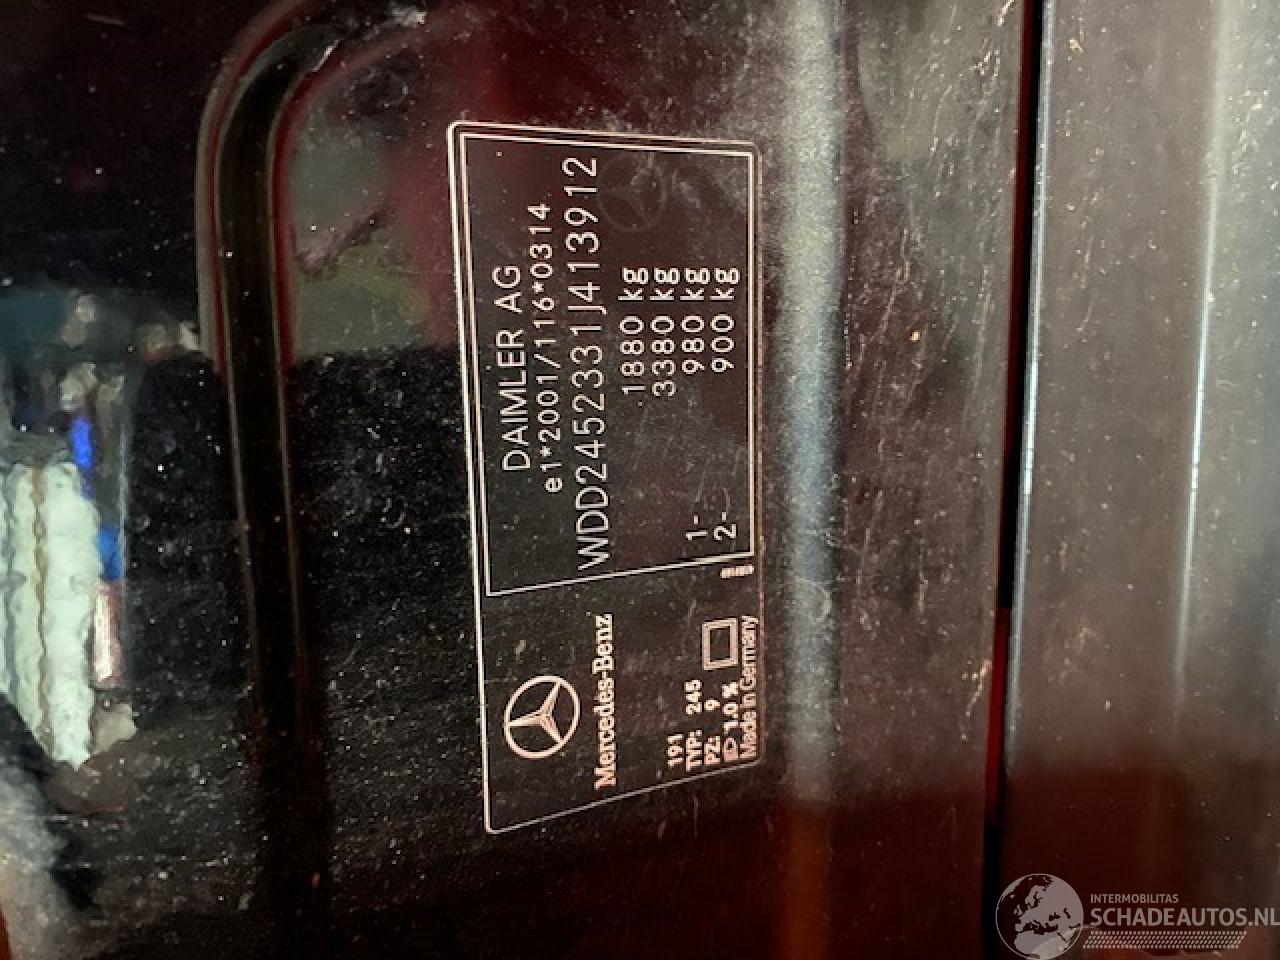 DAIMLER AG
e1*2001/116*0314
WDD2452331J413912
1880 kg
3380 kg
1- 980 kg
2- 900 kg
Mercedes-Benz
191
TYP: 245
PZ: 9
1.0 %
Made in Germany
INTERMOBILITAS
SCHADEAUTOS.NL